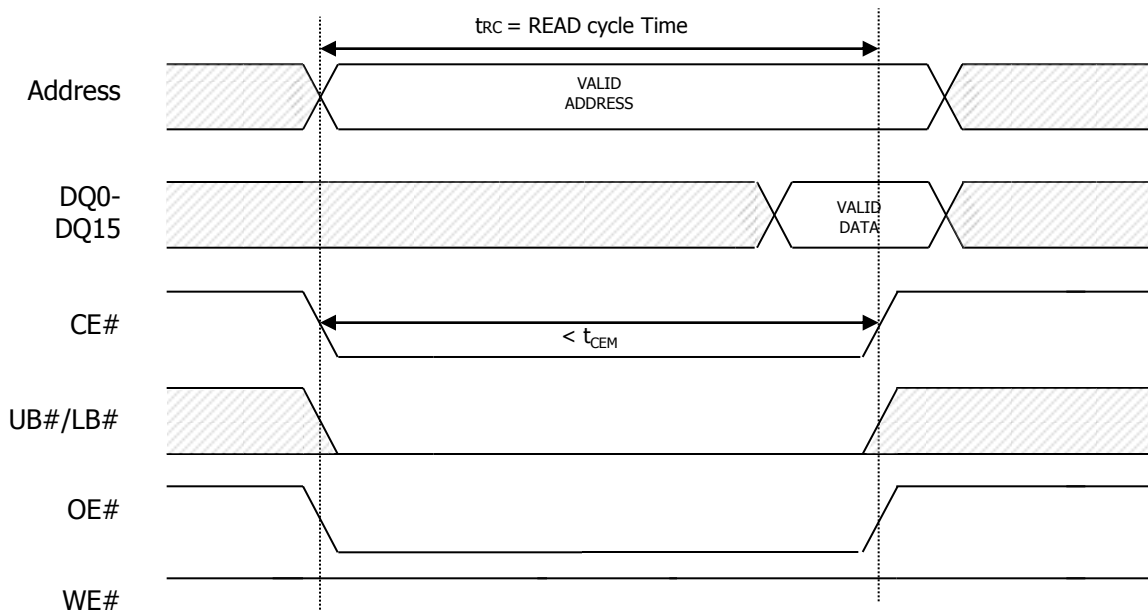 tRC = READ cycle Time
Address
VALID
ADDRESS
DQ0-
DQ15
VALID
DATA
CE#
< tCEM
UB#/LB#
OE#
WE#